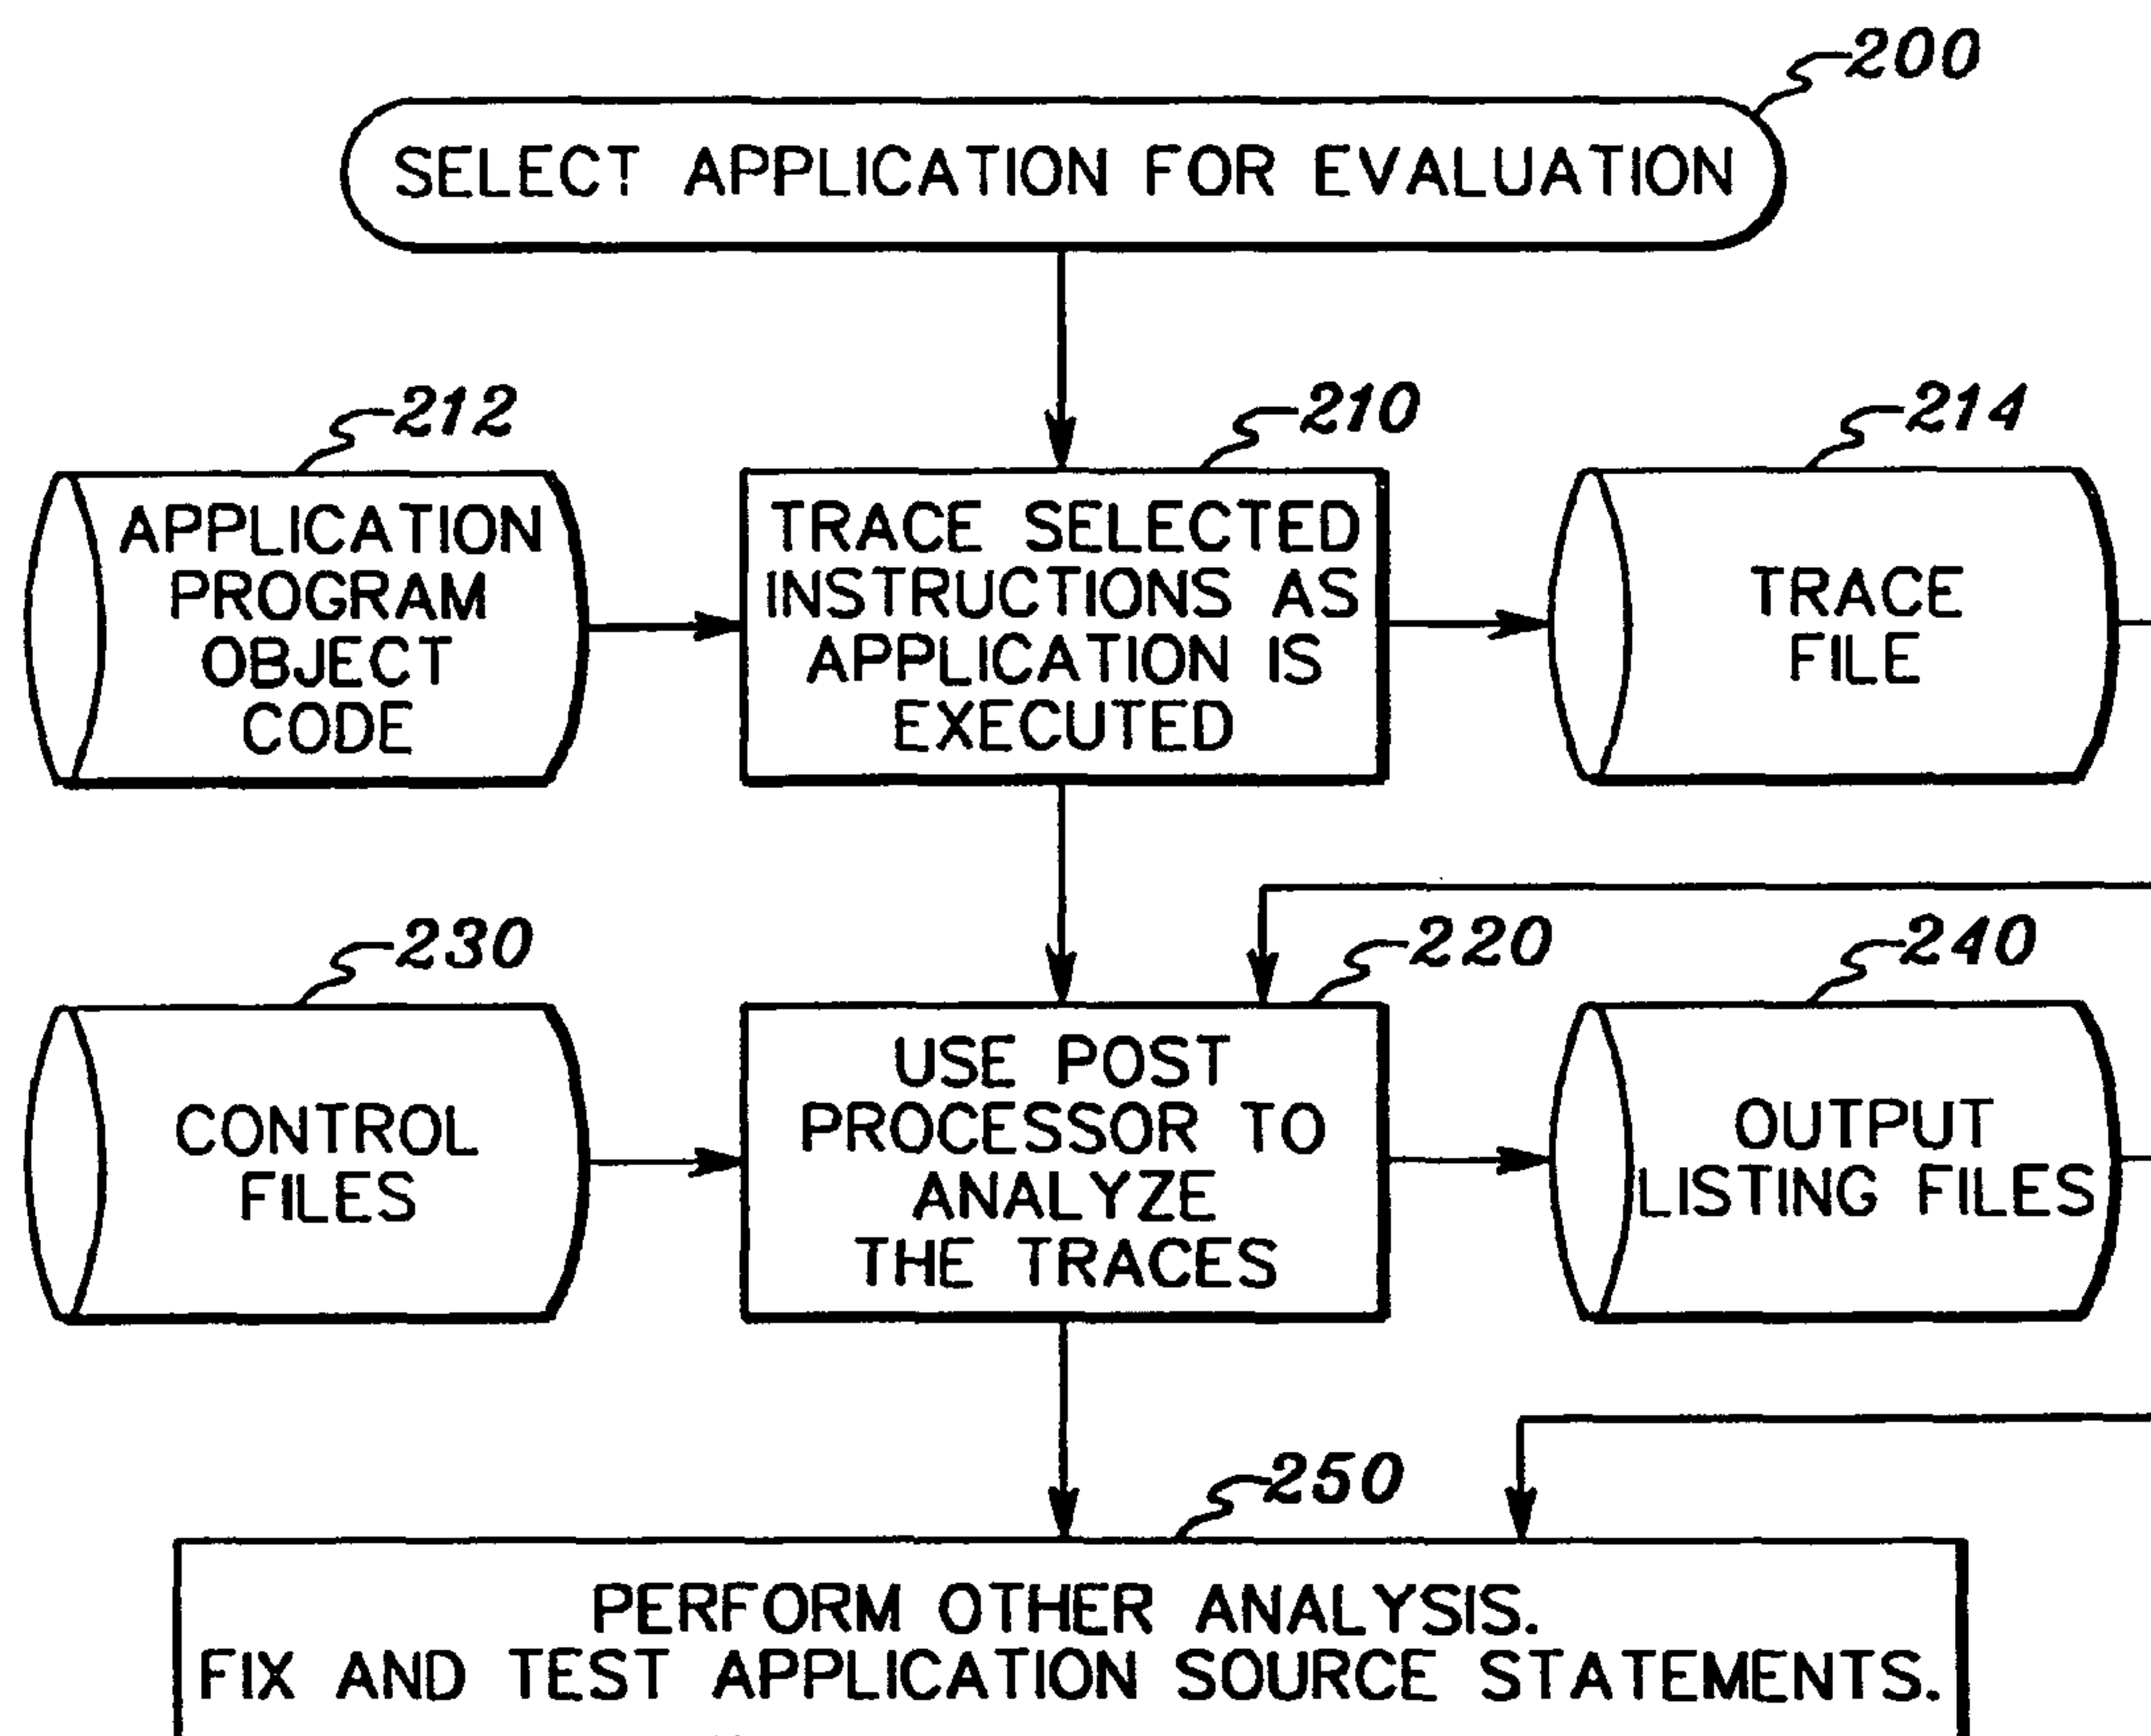 200
SELECT APPLICATION FOR EVALUATION
212
210
214
APPLICATION
PROGRAM
OBJECT
CODE
TRACE SELECTED
INSTRUCTIONS AS
APPLICATION IS
EXECUTED
TRACE
FILE
230
220
240
CONTROL
FILES
USE POST
PROCESSOR TO
ANALYZE
THE TRACES
OUTPUT
LISTING FILES
250
PERFORM OTHER ANALYSIS.
FIX AND TEST APPLICATION SOURCE STATEMENTS.